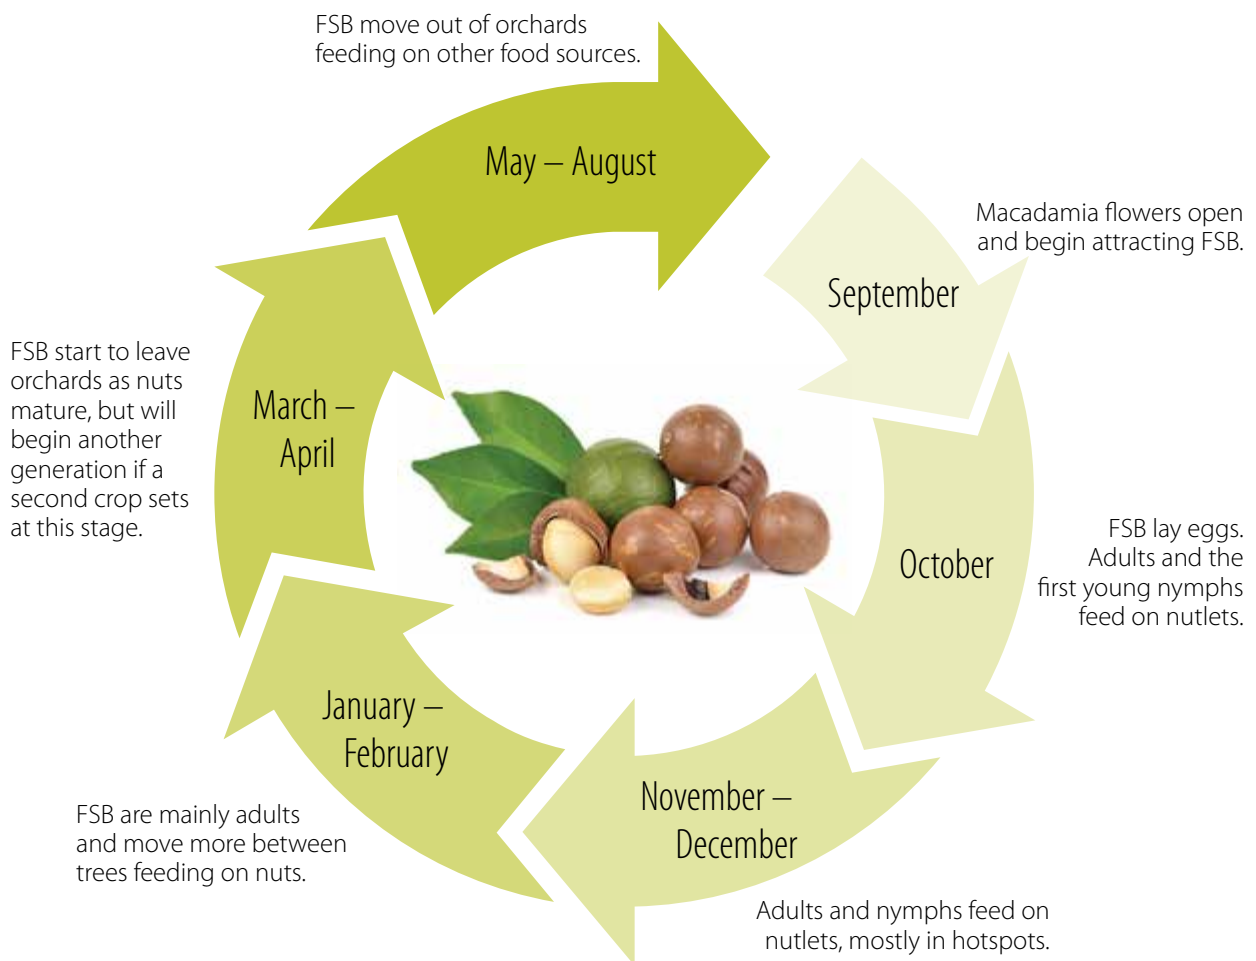 FSB move out of orchards
feeding on other food sources.
May – August
Macadamia flowers open
and begin attracting FSB.
September
FSB lay eggs.
Adults and the
first young nymphs
feed on nutlets.
October
November –
December
Adults and nymphs feed on
nutlets, mostly in hotspots.
January –
February
FSB are mainly adults
and move more between
trees feeding on nuts.
March –
April
FSB start to leave
orchards as nuts
mature, but will
begin another
generation if a
second crop sets
at this stage.